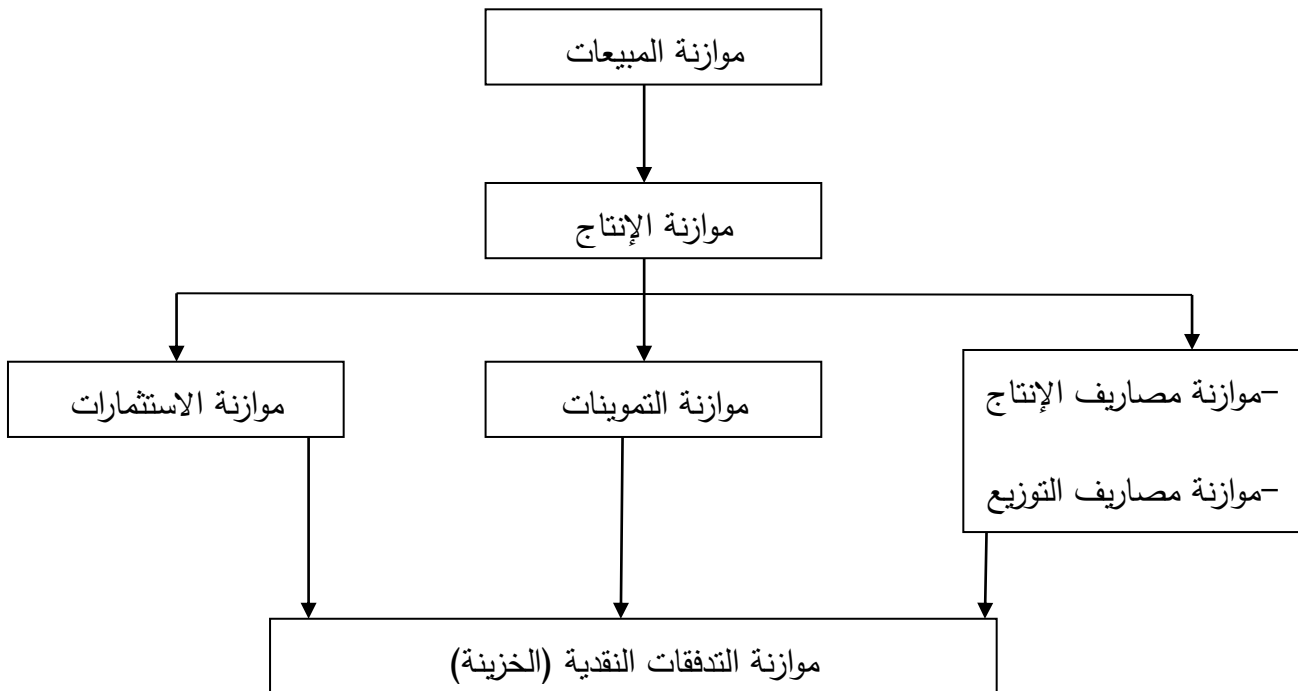 موازنة المبيعات
موازنة الإنتاج
-موازنة مصاريف الإنتاج
-موازنة مصاريف التوزيع
موازنة التموينات
موازنة الاستثمارات
موازنة التدفقات النقدية (الخزينة)